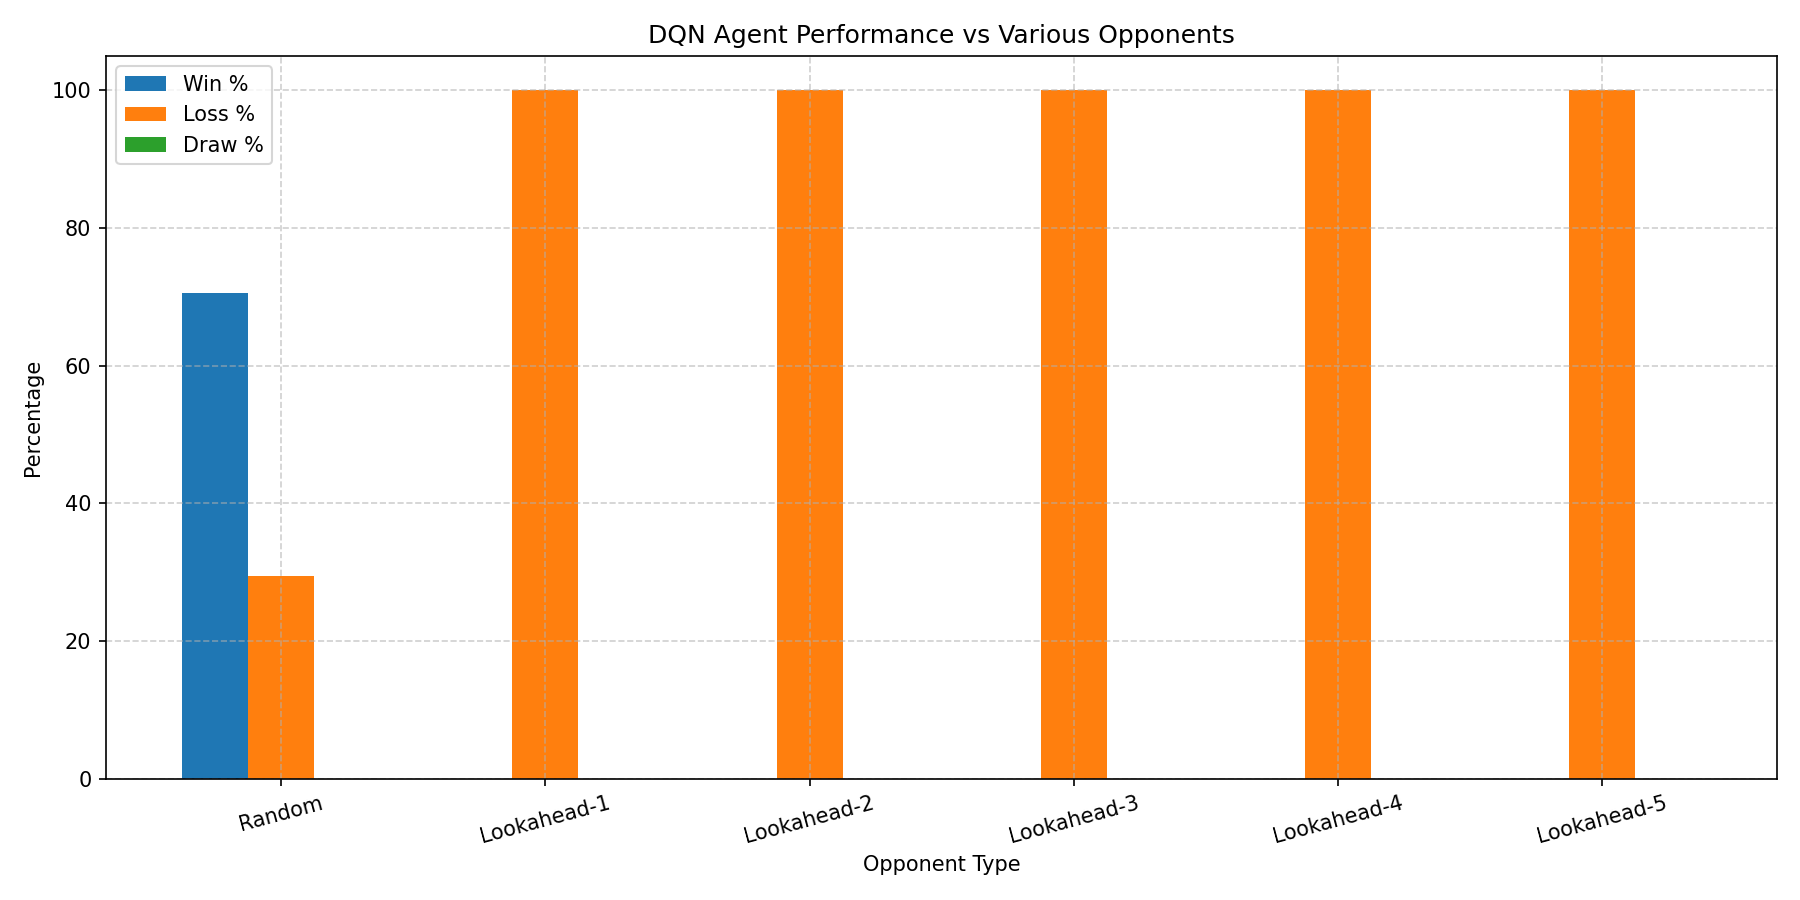 DQN Agent Performance vs Various Opponents
Win %
Loss %
Draw %
100
80
60
40
20
0
Percentage
Random
Lookahead-1
Lookahead-2
Lookahead-3
Lookahead-4
Lookahead-5
Opponent Type